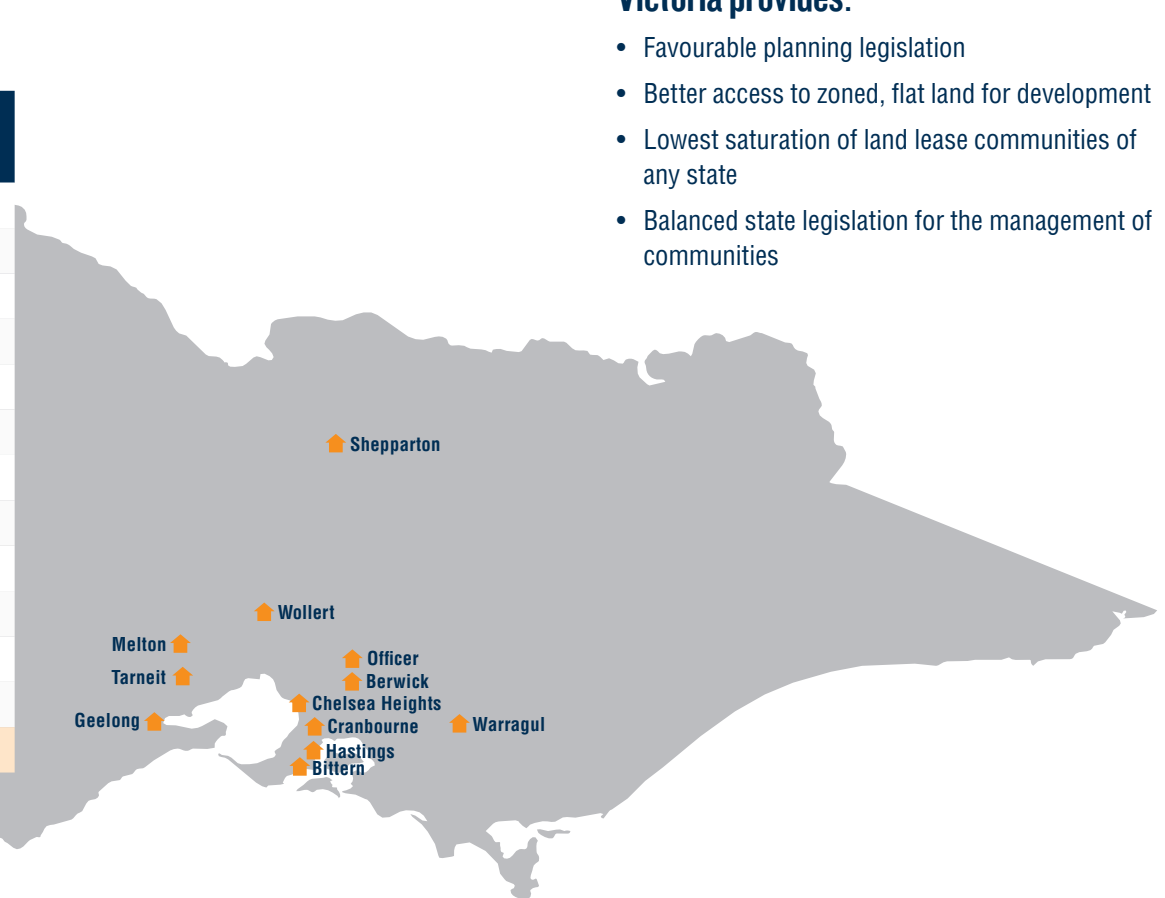 Victoria provides:
• Favourable planning legislation
• Better access to zoned, flat land for development
• Lowest saturation of land lease communities of
any state
• Balanced state legislation for the management of
communities
Shepparton
Wollert
Melton
Officer
Tarneit
Berwick
Chelsea Heights
Geelong
Cranbourne
Warragul
Hastings
Bittern